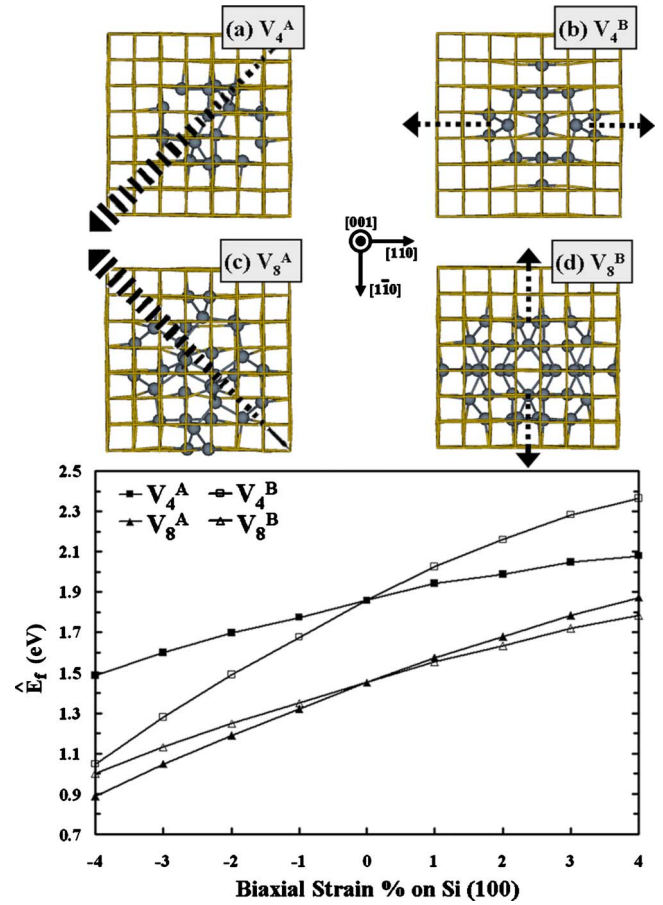 (a) V₄ᴬ
(b) V₄ᴮ
[001]
[110]
[11̄0]
(c) V₈ᴬ
(d) V₈ᴮ
V₄ᴬ V₄ᴮ
V₈ᴬ V₈ᴮ
Ê_f (eV)
2.5
2.3
2.1
1.9
1.7
1.5
1.3
1.1
0.9
0.7
-4 -3 -2 -1 0 1 2 3 4
Biaxial Strain % on Si (100)